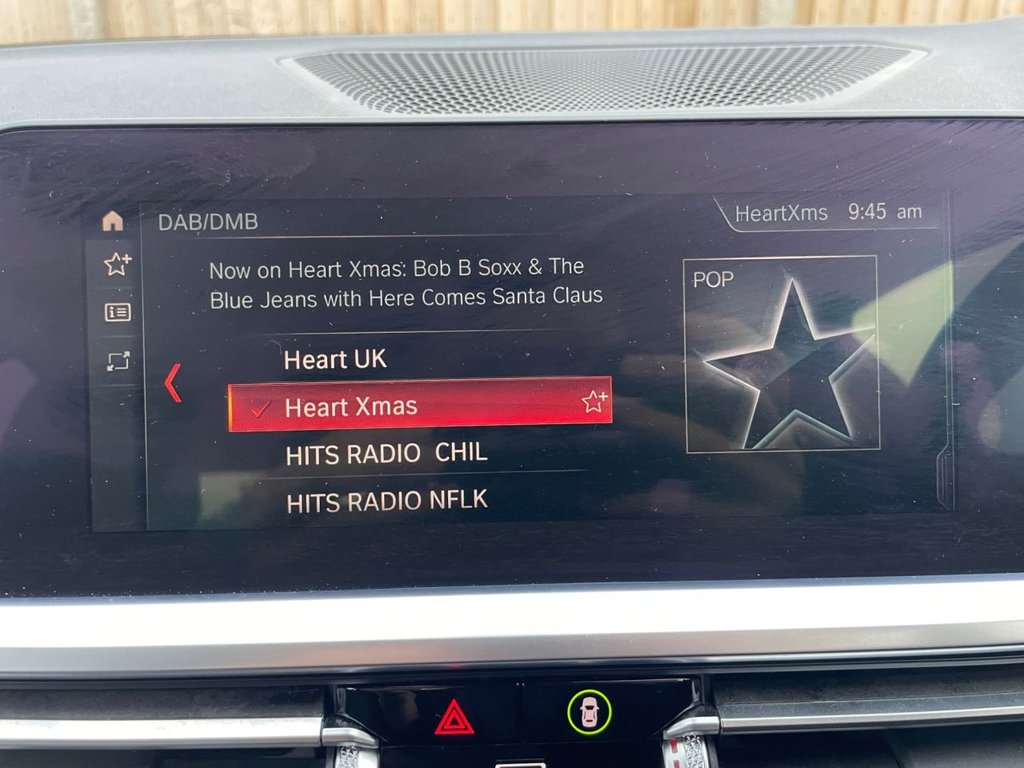 DAB/DMB
HeartXms 9:45 am
Now on Heart Xmas: Bob B Soxx & The
Blue Jeans with Here Comes Santa Claus
POP
Heart UK
Heart Xmas
HITS RADIO  CHIL
HITS RADIO NFLK